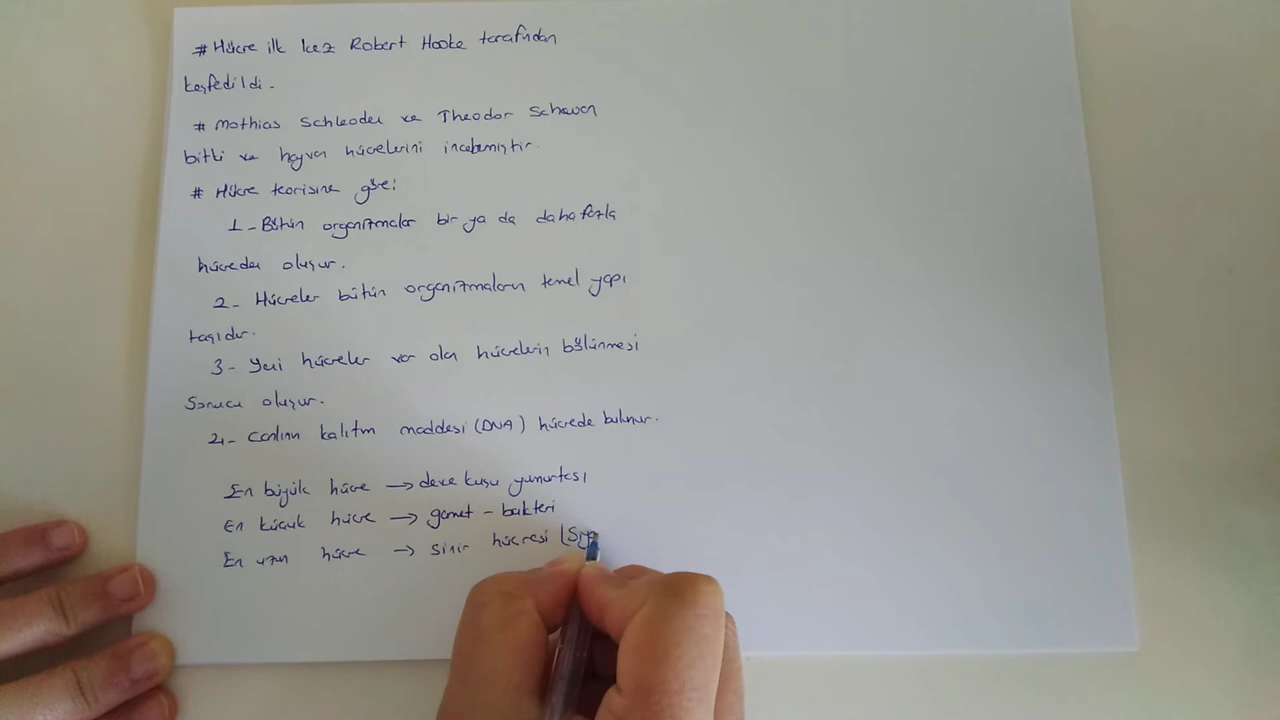 # Hücre ilk kez Robert Hooke tarafından
keşfedildi.
# Mathias Schleiden ve Theodor Schwan
bitki ve hayvan hücrelerini incelemiştir.
# Hücre teorisine göre;
1- Bütün organizmalar bir ya da daha fazla
hücreden oluşur.
2- Hücreler bütün organizmaların temel yapı
taşıdır.
3- Yeni hücreler var olan hücrelerin bölünmesi
sonucu oluşur.
4- Canlının kalıtım maddesi (DNA) hücrede bulunur.
En büyük hücre → deve kuşu yumurtası
En küçük hücre → gamet - bakteri
En uzun hücre → sinir hücresi